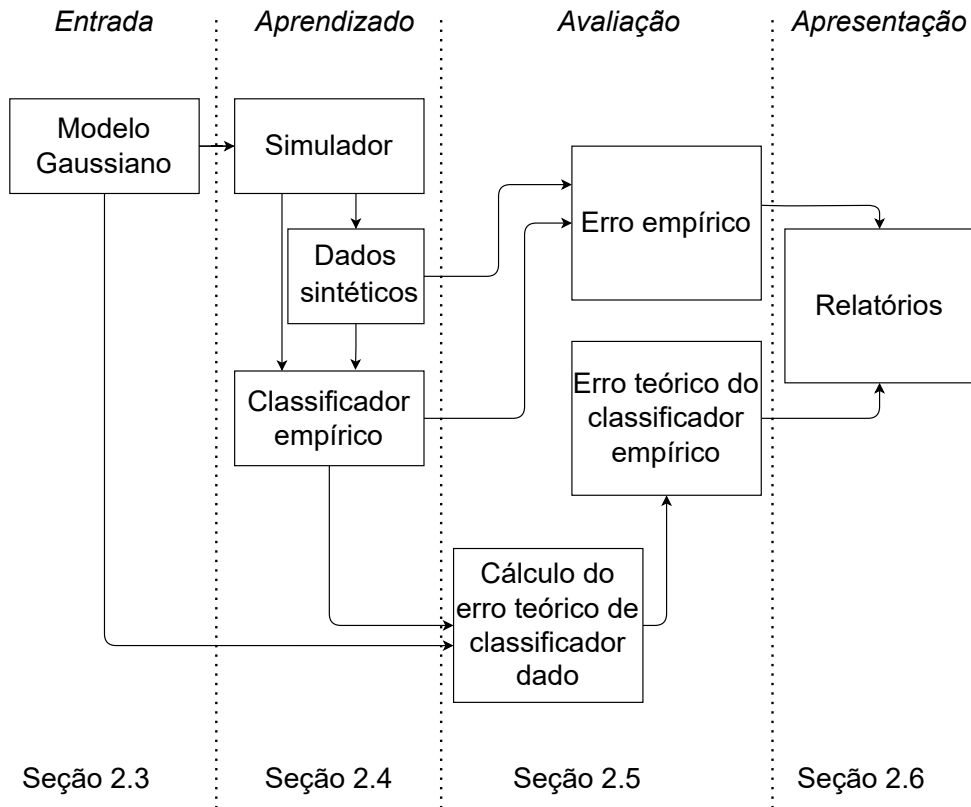 Entrada
Aprendizado
Avaliação
Apresentação
Modelo
Gaussiano
Simulador
Dados
sintéticos
Classificador
empírico
Erro empírico
Erro teórico do
classificador
empírico
Cálculo do
erro teórico de
classificador
dado
Relatórios
Seção 2.3
Seção 2.4
Seção 2.5
Seção 2.6